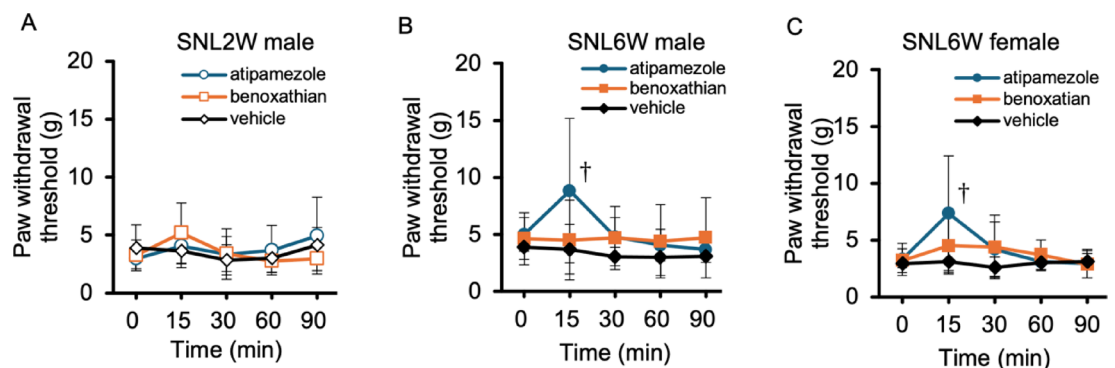 A
SNL2W male
atipamezole
benoxathian
vehicle
Paw withdrawal
threshold (g)
20
15
10
5
0
0 15 30 60 90
Time (min)
B
SNL6W male
atipamezole
benoxathian
vehicle
Paw withdrawal
threshold (g)
20
15
10
5
0
†
0 15 30 60 90
Time (min)
C
SNL6W female
atipamezole
benoxatian
vehicle
Paw withdrawal
threshold (g)
20
15
10
5
0
†
0 15 30 60 90
Time (min)